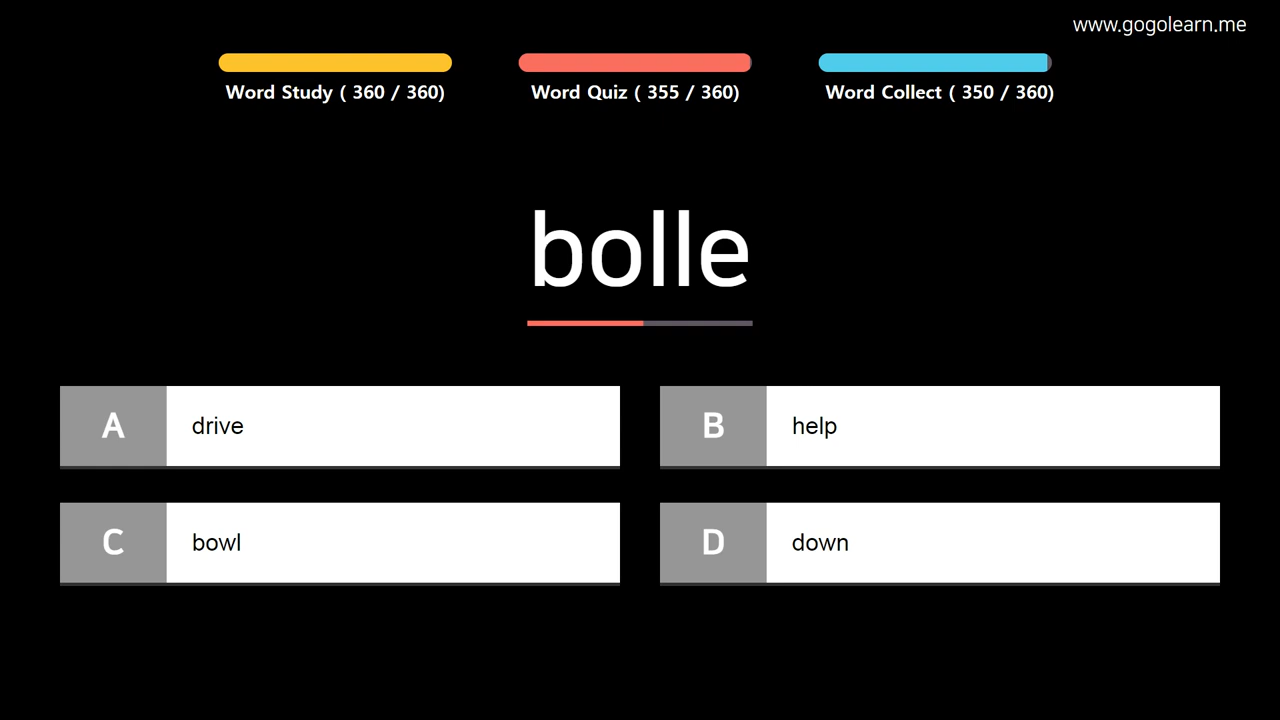 www.gogolearn.me
Word Study ( 360 / 360)
Word Quiz ( 355 / 360)
Word Collect ( 350 / 360)
bolle
A drive
B help
C bowl
D down